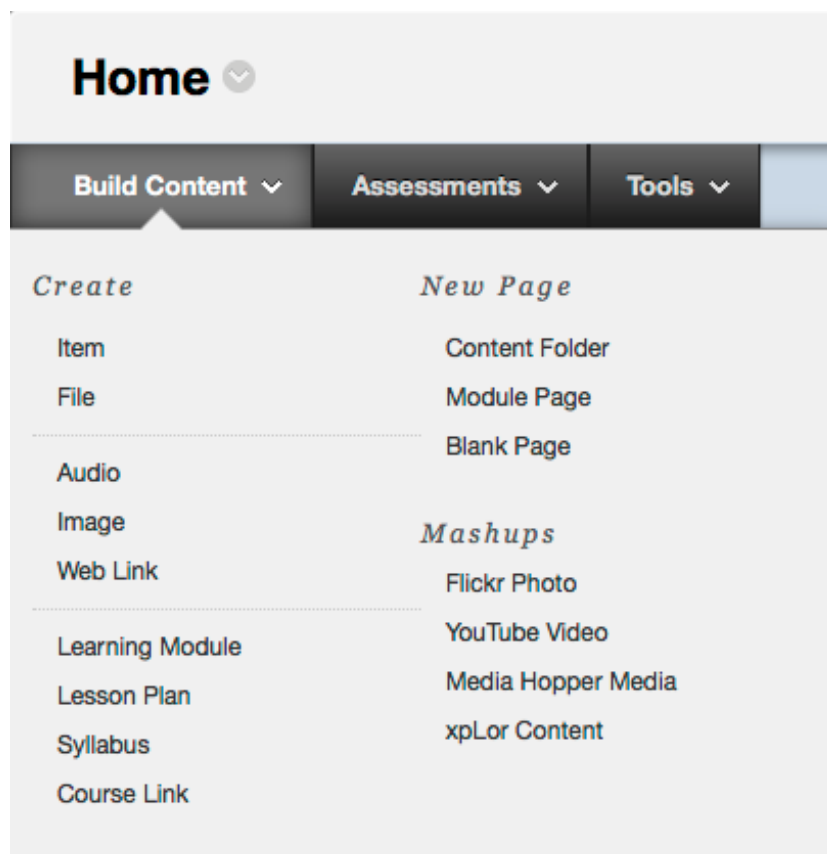 Home
Build Content
Assessments
Tools
Create
Item
File
Audio
Image
Web Link
Learning Module
Lesson Plan
Syllabus
Course Link
New Page
Content Folder
Module Page
Blank Page
Mashups
Flickr Photo
YouTube Video
Media Hopper Media
xpLor Content